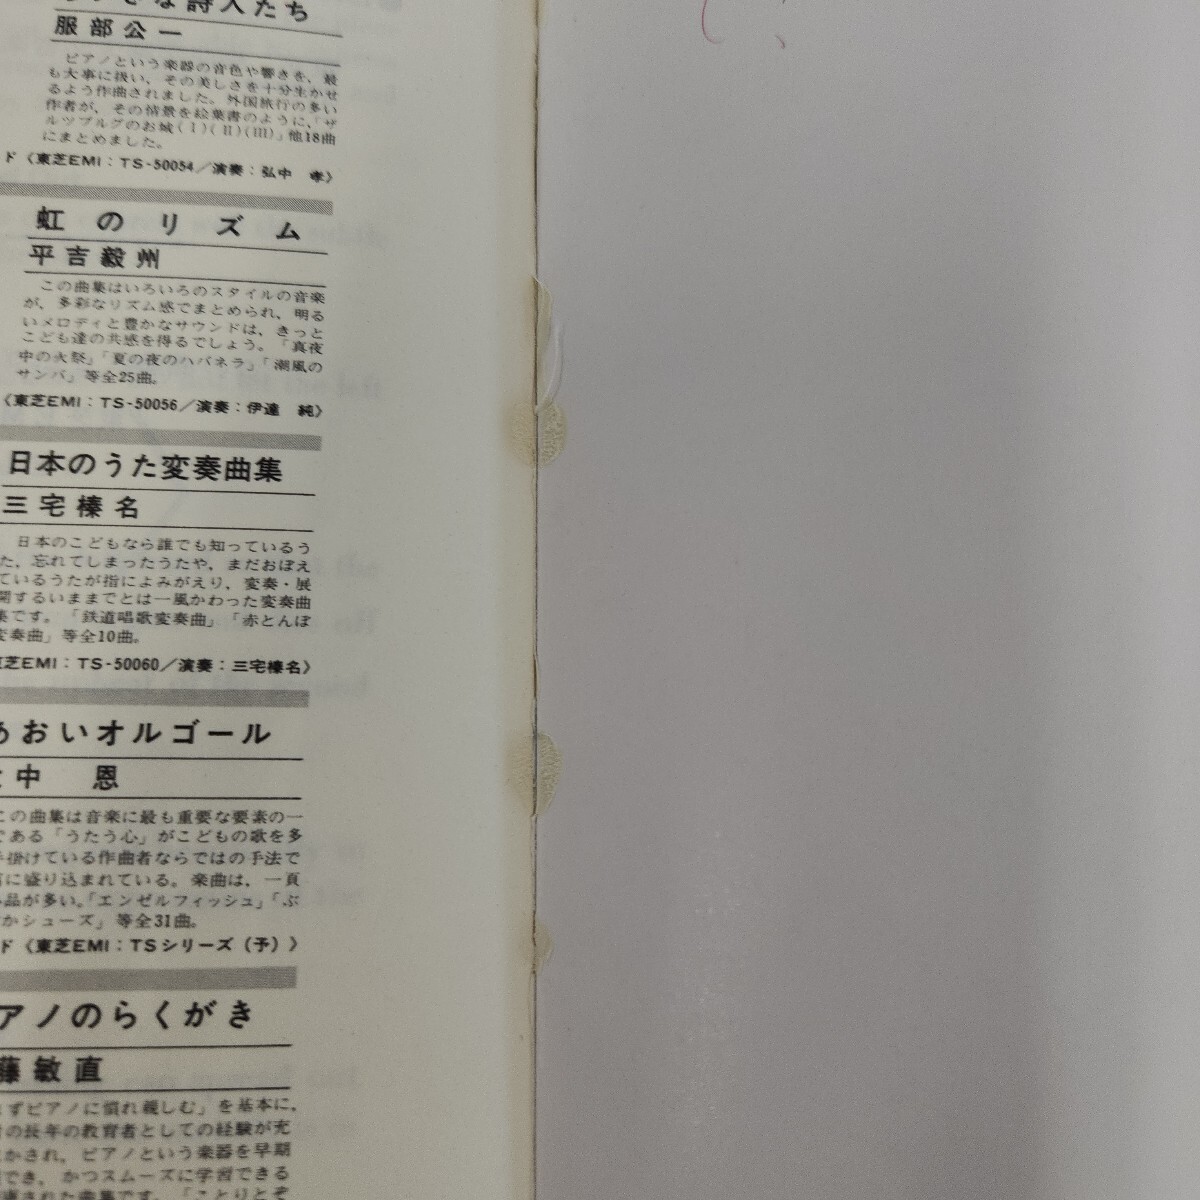 な詩人たち
服部公一
ピアノという楽器の音色や響きを、最
も大事に扱い、その美しさを十分生かせ
るよう作曲されました。外国旅行の多い
作者が、その情景を絵葉書のように、「ザ
ルツブルグのお城(I)(II)(III)」他18曲
にまとめました。
ド〈東芝EMI：TS-50054／演奏：弘中 孝〉
虹のリズム
平吉毅州
この曲集はいろいろのスタイルの音楽
が、多彩なリズム感でまとめられ、明る
いメロディと豊かなサウンドは、きっと
こども達の共感を得るでしょう。「真夜
中の火祭」「夏の夜のハバネラ」「潮風の
サンバ」等全25曲。
〈東芝EMI：TS-50056／演奏：伊達 純〉
日本のうた変奏曲集
三宅榛名
日本のこどもなら誰でも知っているう
た、忘れてしまったうたや、まだおぼえ
ているうたが指によみがえり、変奏・展
開するいままでとは一風かわった変奏曲
集です。「鉄道唱歌変奏曲」「赤とんぼ
変奏曲」等全10曲。
芝EMI：TS-50060／演奏：三宅榛名〉
あおいオルゴール
中 恩
この曲集は音楽に最も重要な要素の一
である「うたう心」がこどもの歌を多
手掛けている作曲者ならではの手法で
に盛り込まれている。楽曲は、一頁
品が多い。「エンゼルフィッシュ」「ぶ
かシューズ」等全31曲。
ド〈東芝EMI：TSシリーズ（予）〉
アノのらくがき
藤敏直
ずピアノに慣れ親しむ」を基本に、
の長年の教育者としての経験が充
かされ、ピアノという楽器を早期
でき、かつスムーズに学習できる
された曲集です。「ことりとぞ